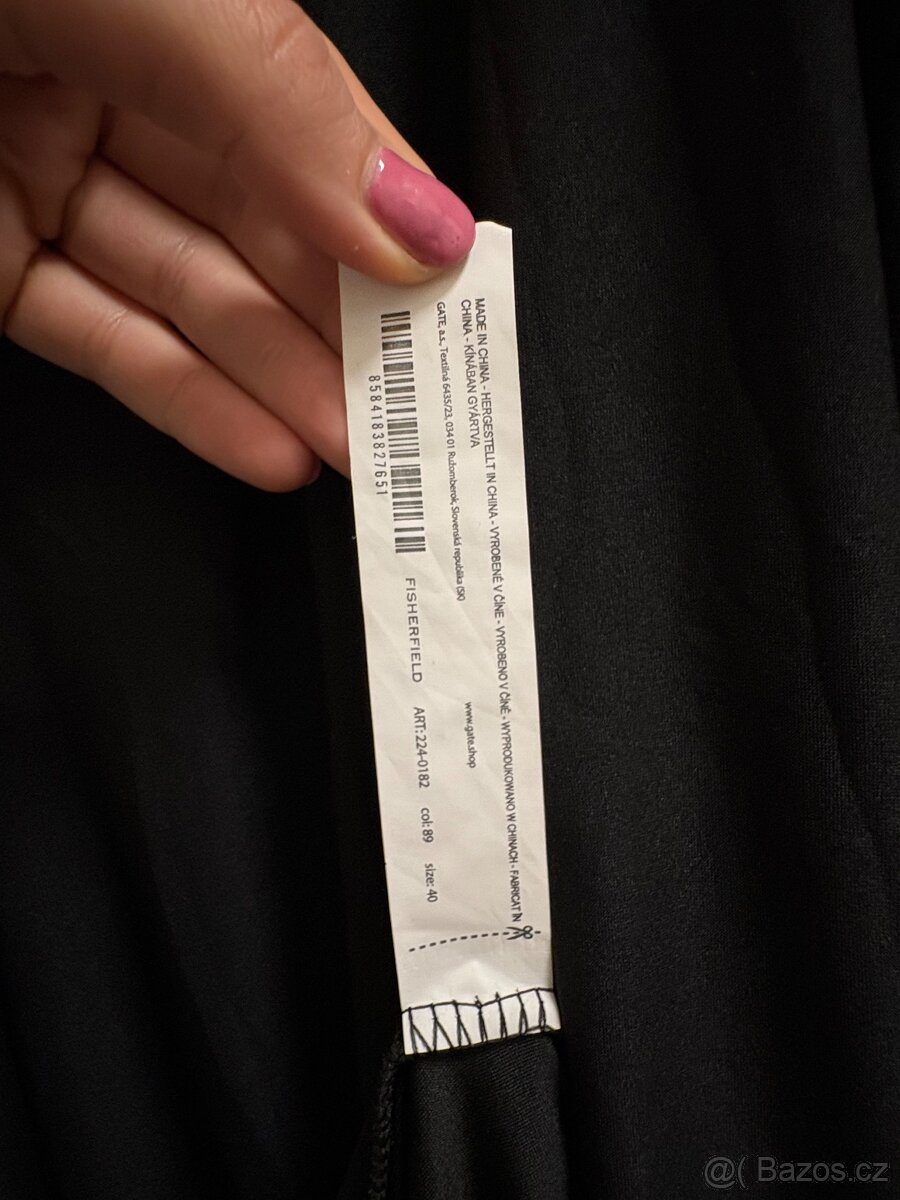 MADE IN CHINA - HERGESTELLT IN CHINA - VYROBENÉ V ČÍNE - VYROBENO V ČÍNĚ - WYPRODUKOWANO W CHINACH - FABRICAT IN
CHINA - KÍNÁBAN GYÁRTVA
GATE, a.s., Textilná 6435/23, 034 01 Ružomberok, Slovenská republika (SK)
www.gate.shop
8584183827651
FISHERFIELD ART: 224-0182 col: 89 size: 40
@( Bazos.cz